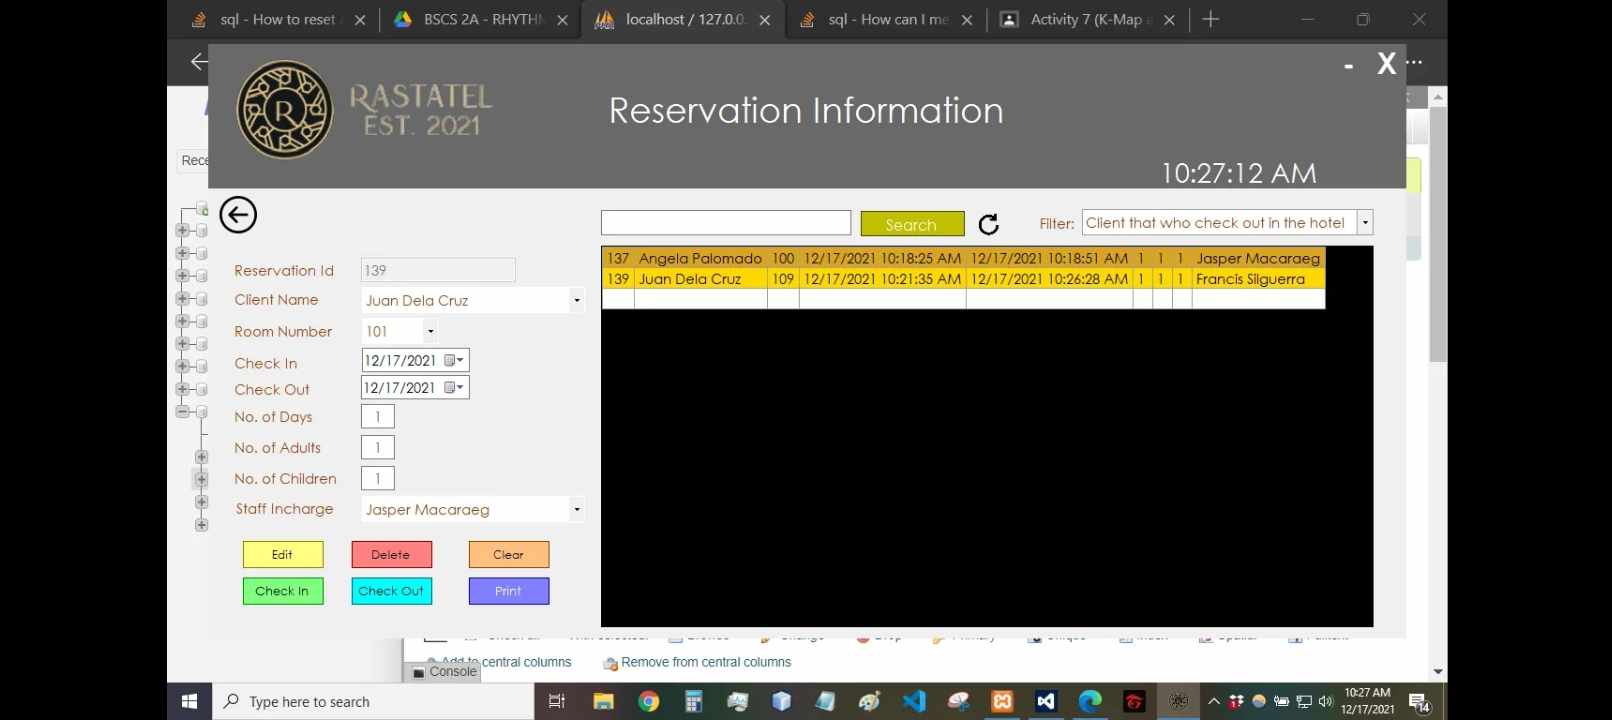 sql - How to reset
BSCS 2A - RHYTHM
localhost / 127.0.0.
sql - How can I me
Activity 7 (K-Map a
R
RASTATEL
EST. 2021
Reservation Information
- X
10:27:12 AM
Rece
Search
Filter: Client that who check out in the hotel
Reservation Id 139
Client Name Juan Dela Cruz
Room Number 101
Check In 12/17/2021
Check Out 12/17/2021
No. of Days 1
No. of Adults 1
No. of Children 1
Staff Incharge Jasper Macaraeg
Edit Delete Clear
Check In Check Out Print
137 Angela Palomado 100 12/17/2021 10:18:25 AM 12/17/2021 10:18:51 AM 1 1 1 Jasper Macaraeg
139 Juan Dela Cruz 109 12/17/2021 10:21:35 AM 12/17/2021 10:26:28 AM 1 1 1 Francis Silguerra
Add to central columns Remove from central columns
Console
Type here to search
10:27 AM
12/17/2021
14